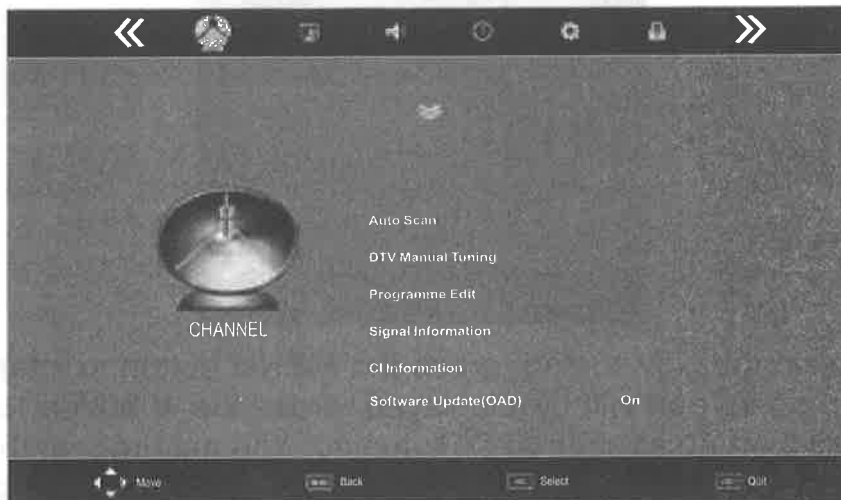 Auto Scan
DTV Manual Tuning
Programme Edit
CHANNEL
Signal Information
CI Information
Software Update(OAD) On
Move Back Select Quit